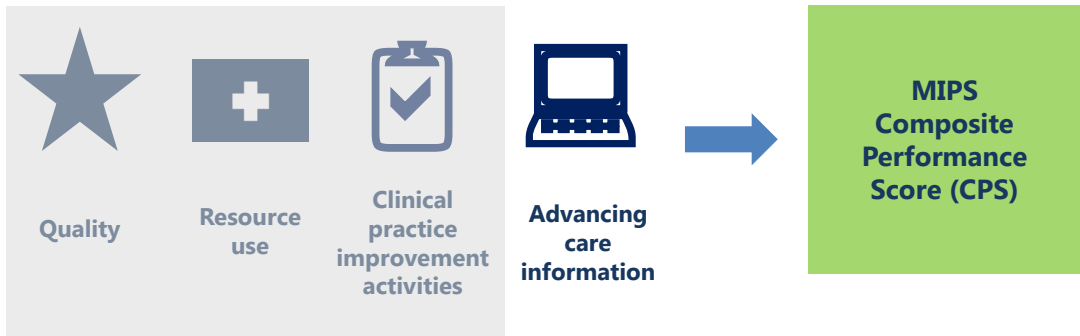 Quality
Resource
use
Clinical
practice
improvement
activities
Advancing
care
information
MIPS
Composite
Performance
Score (CPS)